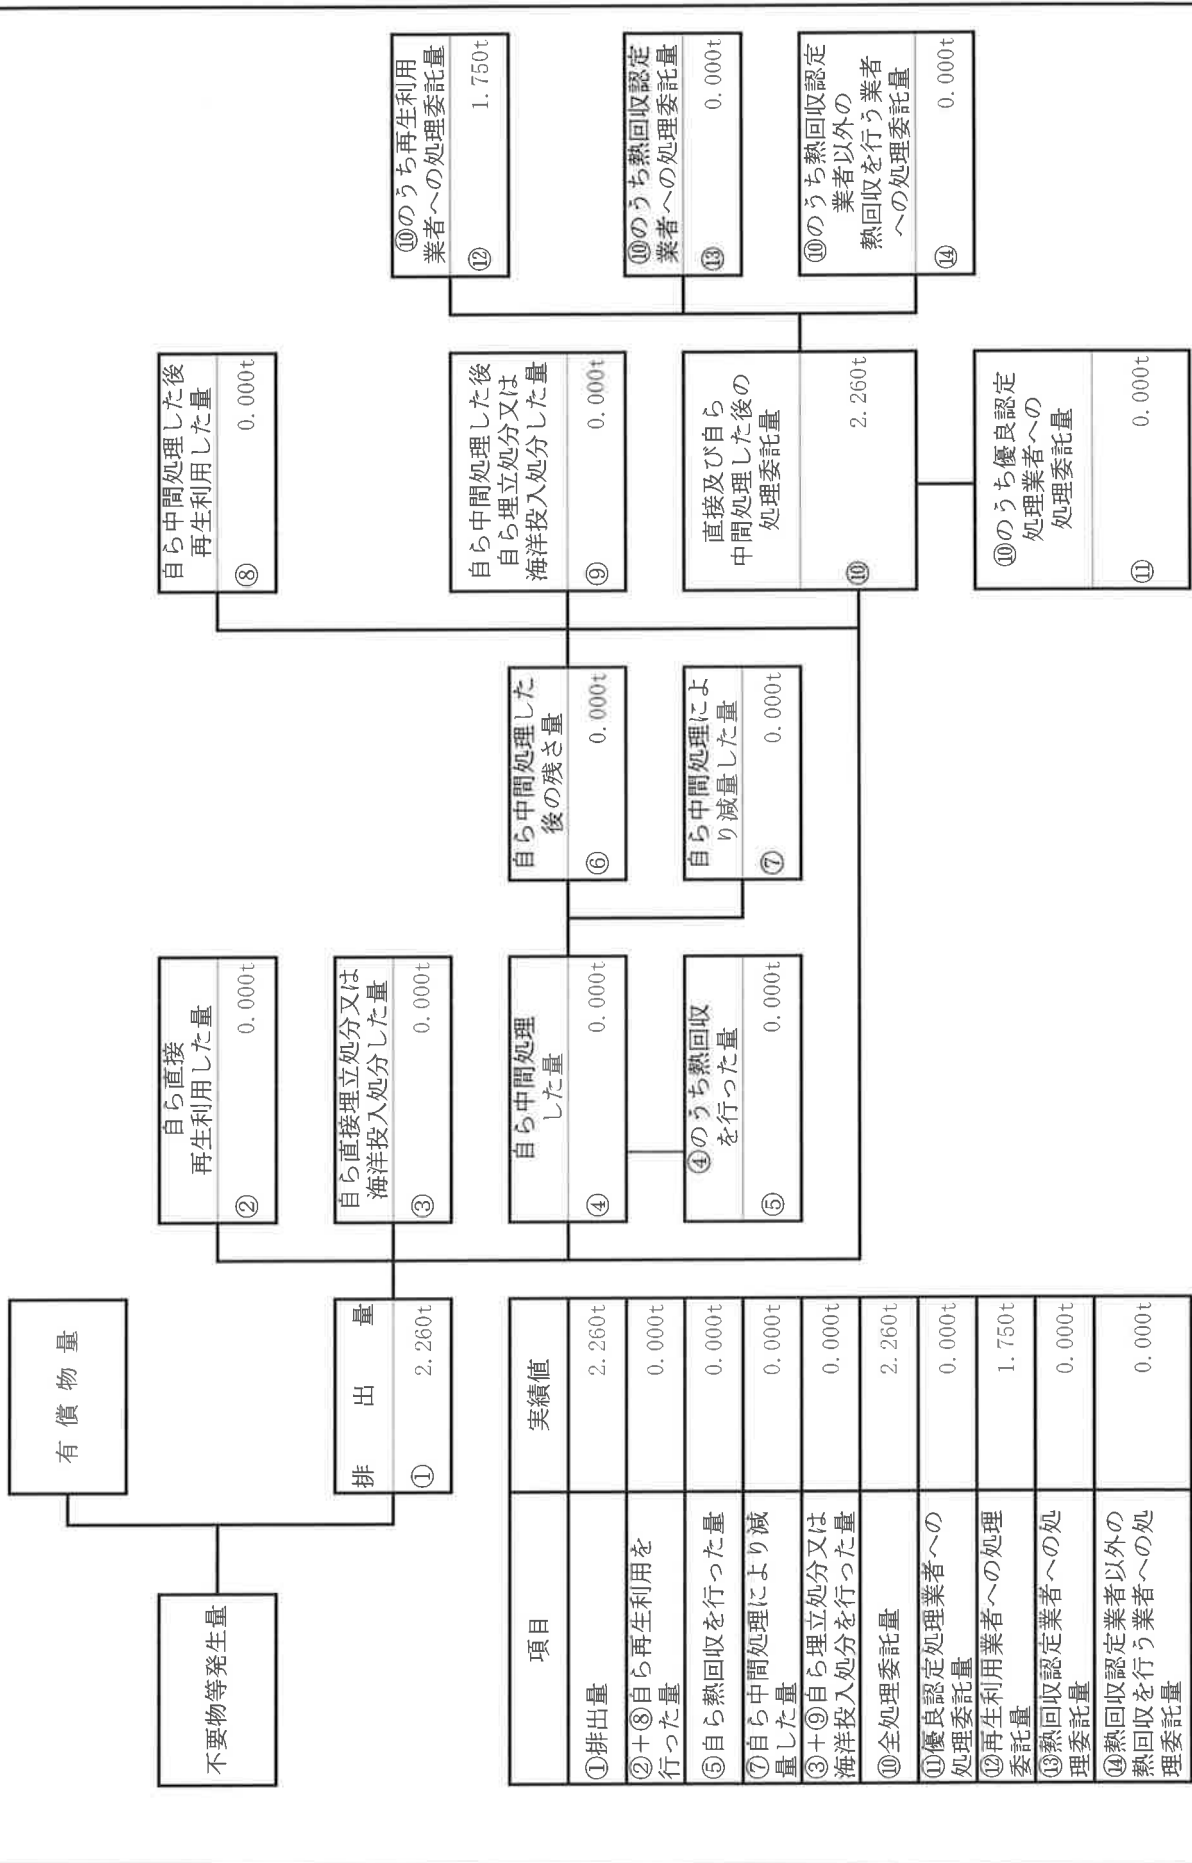 有償物量
不要物等発生量
排出量
① 2.260t
自ら直接
再生利用した量
② 0.000t
自ら直接埋立処分又は
海洋投入処分した量
③ 0.000t
自ら中間処理
した量
④ 0.000t
④のうち熱回収
を行った量
⑤ 0.000t
自ら中間処理した
後の残さ量
⑥ 0.000t
自ら中間処理によ
り減量した量
⑦ 0.000t
自ら中間処理した後
再生利用した量
⑧ 0.000t
自ら中間処理した後
自ら埋立処分又は
海洋投入処分した量
⑨ 0.000t
直接及び自ら
中間処理した後の
処理委託量
⑩ 2.260t
⑩のうち優良認定
処理業者への
処理委託量
⑪ 0.000t
⑩のうち再生利用
業者への処理委託量
⑫ 1.750t
⑩のうち熱回収認定
業者への処理委託量
⑬ 0.000t
⑩のうち熱回収認定
業者以外の
熱回収を行う業者
への処理委託量
⑭ 0.000t
項目 実績値
①排出量 2.260t
②+⑧自ら再生利用を
行った量 0.000t
⑤自ら熱回収を行った量 0.000t
⑦自ら中間処理により減
量した量 0.000t
③+⑨自ら埋立処分又は
海洋投入処分を行った量 0.000t
⑩全処理委託量 2.260t
⑪優良認定処理業者への
処理委託量 0.000t
⑫再生利用業者への処理
委託量 1.750t
⑬熱回収認定業者への処
理委託量 0.000t
⑭熱回収認定業者以外の
熱回収を行う業者への処
理委託量 0.000t